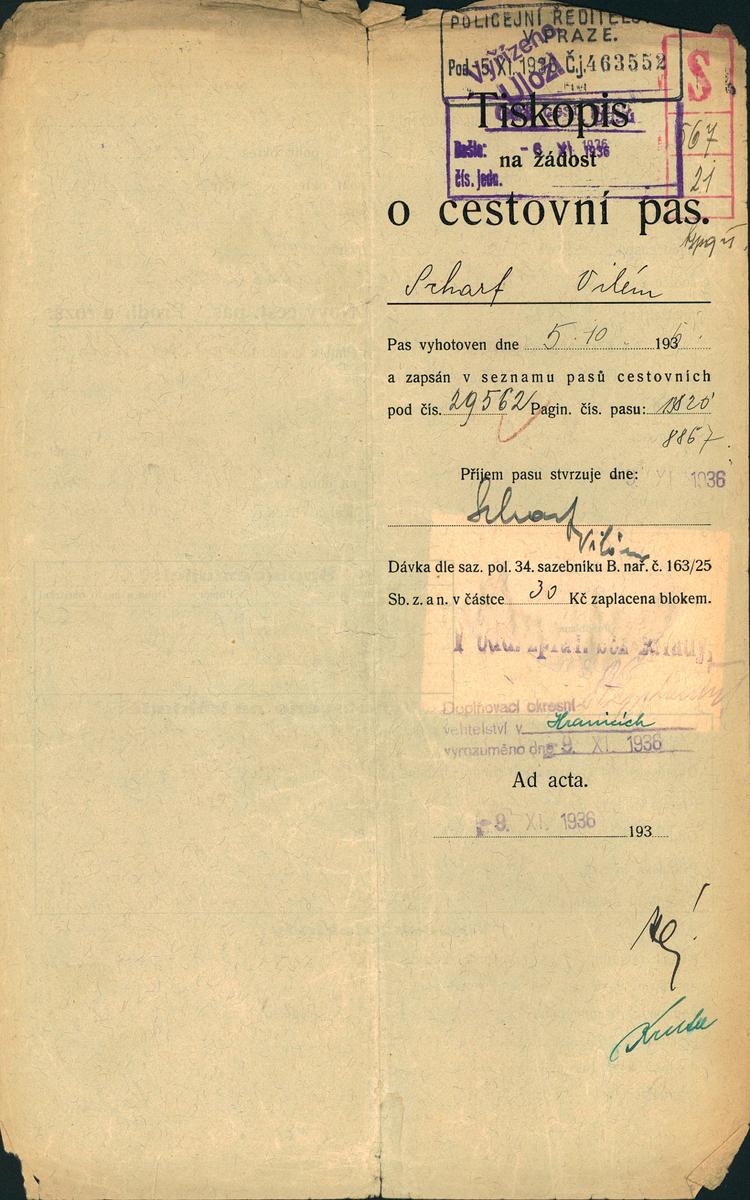 POLICEJNÍ ŘEDITELS
V PRAZE.
Pod 15. XI. 1936 Čj. 463552
Vyřízeno
Uloží
S
567
21
Tiskopis
Došlo: - 6 XI. 1936
na žádost
čís. jedn.
o cestovní pas.
Scharf Vilém
Pas vyhotoven dne 5. 10. 1936
a zapsán v seznamu pasů cestovních
pod čís. 29562 Pagin. čís. pasu:
8867
Příjem pasu stvrzuje dne: XI 1936
Scharf
Vilém
Dávka dle saz. pol. 34. sazebníku B. nař. č. 163/25
Sb. z. a n. v částce 30 Kč zaplacena blokem.
Doplňovací okresní
velitelství v Hranicích
vyrozuměno dne 9. XI. 1936
Ad acta.
- 9. XI. 1936 193